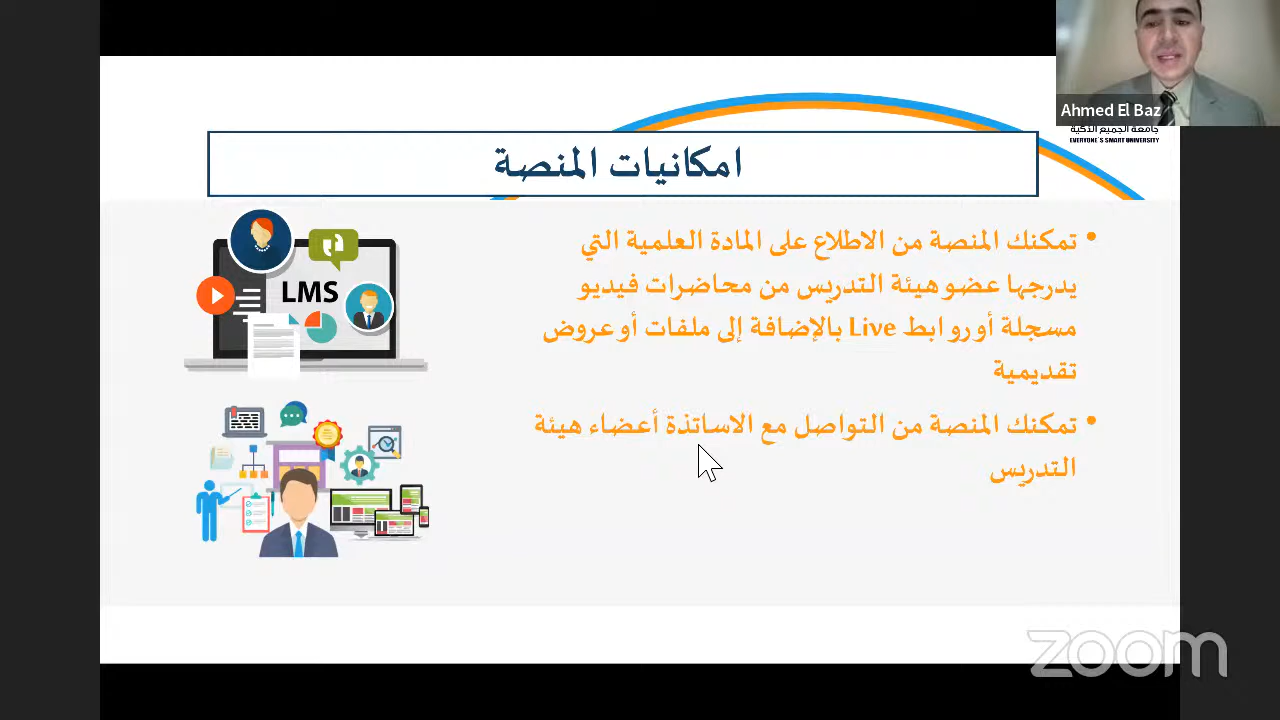 Ahmed El Baz
جامعة الجميع الذكية
EVERYONE'S SMART UNIVERSITY
امكانيات المنصة
• تمكنك المنصة من الاطلاع على المادة العلمية التي
يدرجها عضو هيئة التدريس من محاضرات فيديو
مسجلة أو روابط Live بالإضافة إلى ملفات أو عروض
تقديمية
• تمكنك المنصة من التواصل مع الاساتذة أعضاء هيئة
التدريس
LMS
zoom